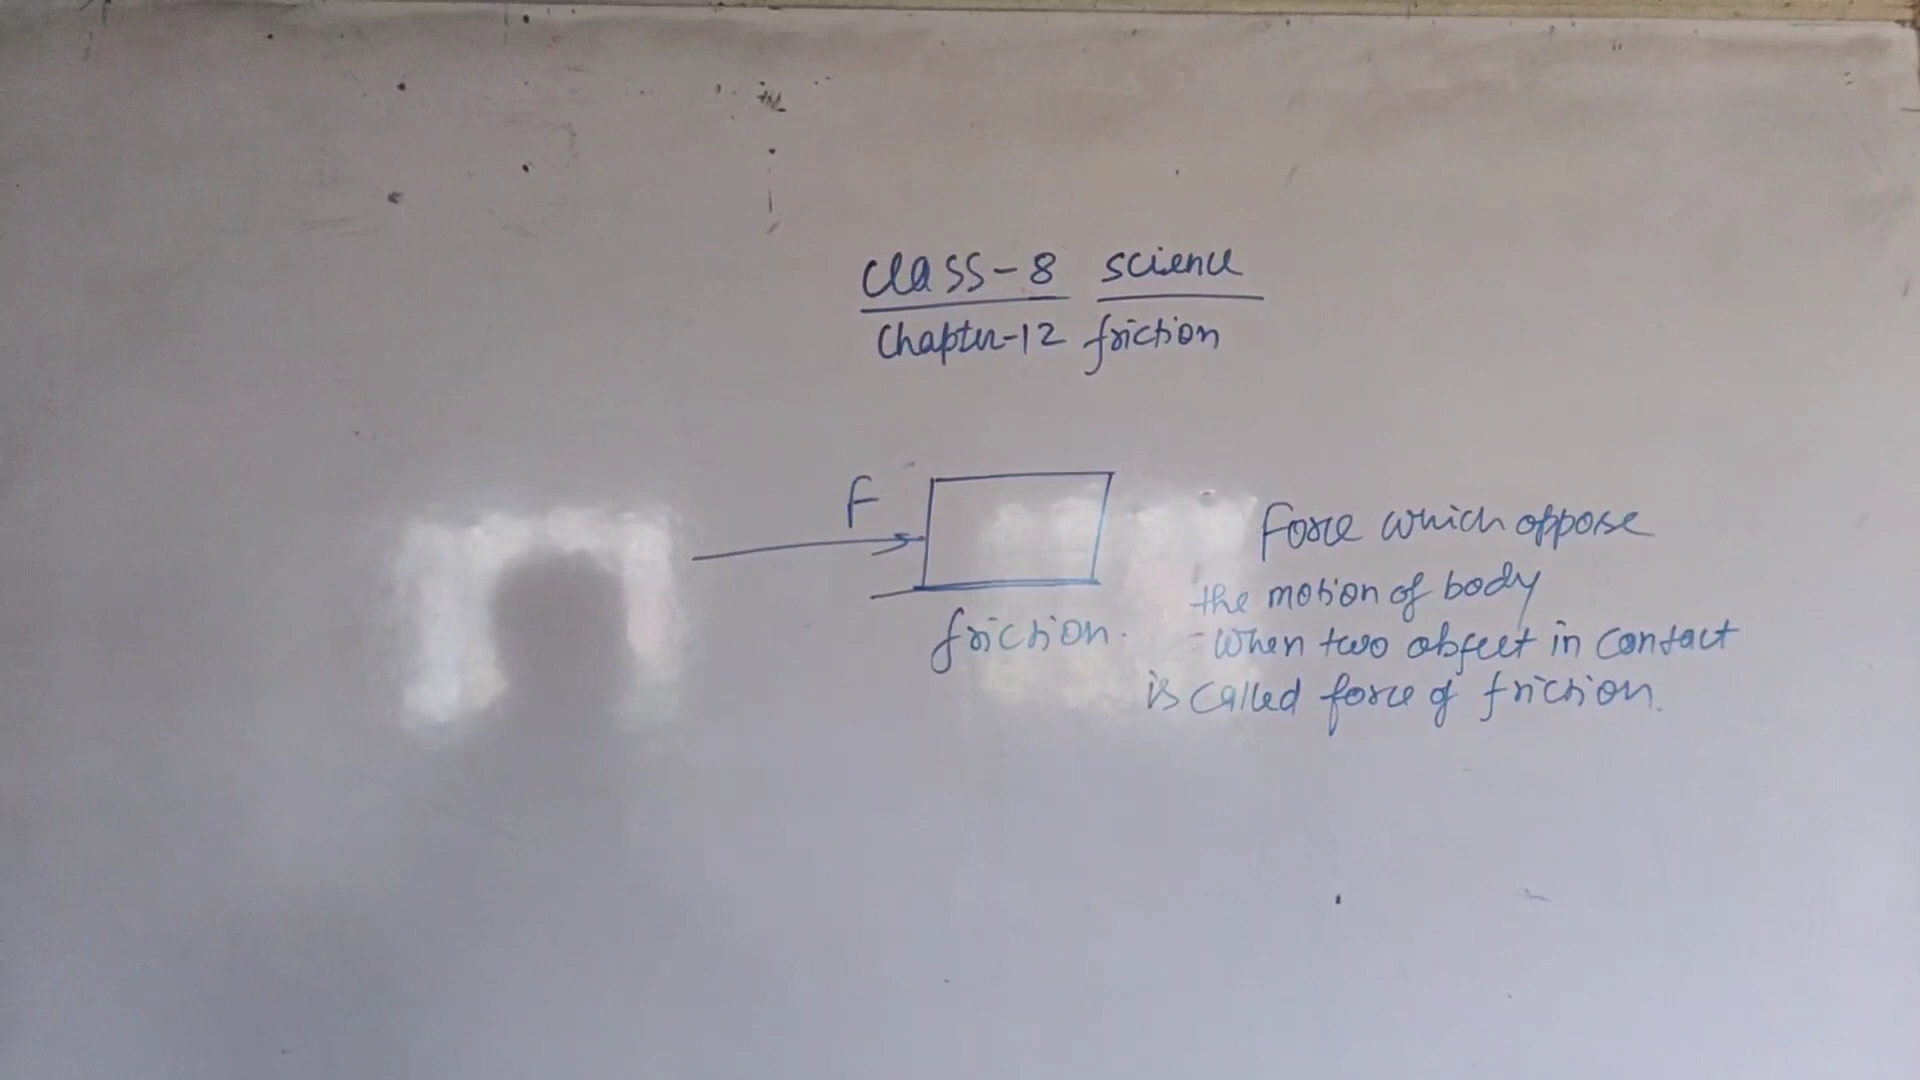 class-8 science
Chapter-12 friction
F
friction.
Force which oppose
the motion of body
- When two object in contact
is called force of friction.